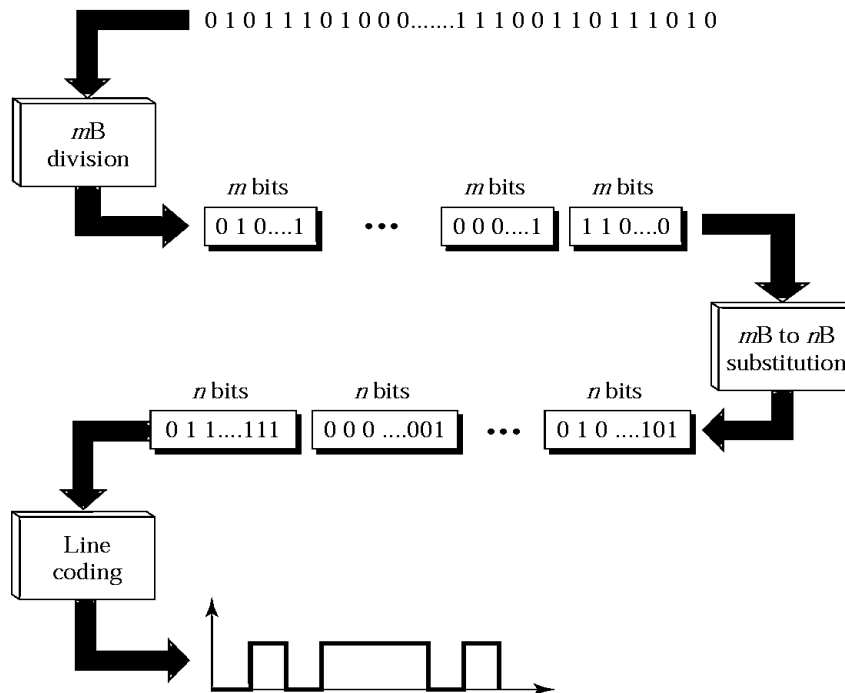 0 1 0 1 1 1 0 1 0 0 0.......1 1 1 0 0 1 1 0 1 1 1 0 1 0
mB
division
m bits m bits m bits
0 1 0....1 ••• 0 0 0....1 1 1 0....0
mB to nB
substitution
n bits n bits n bits
0 1 1....111 0 0 0 ....001 ••• 0 1 0 ....101
Line
coding